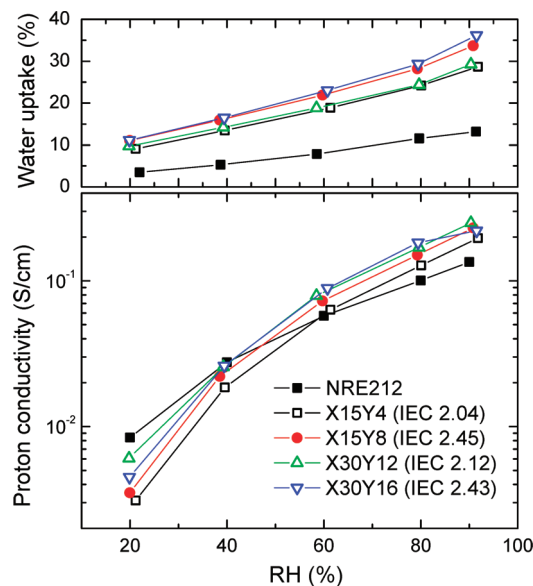 Water uptake (%)
40
30
20
10
0
Proton conductivity (S/cm)
10⁻¹
10⁻²
NRE212
X15Y4 (IEC 2.04)
X15Y8 (IEC 2.45)
X30Y12 (IEC 2.12)
X30Y16 (IEC 2.43)
20 40 60 80 100
RH (%)